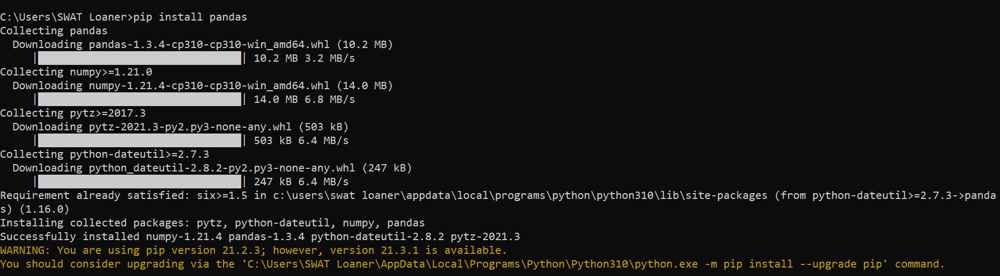 C:\Users\SWAT Loaner>pip install pandas
Collecting pandas
  Downloading pandas-1.3.4-cp310-cp310-win_amd64.whl (10.2 MB)
     |████████████████████████████████| 10.2 MB 3.2 MB/s
Collecting numpy>=1.21.0
  Downloading numpy-1.21.4-cp310-cp310-win_amd64.whl (14.0 MB)
     |████████████████████████████████| 14.0 MB 6.8 MB/s
Collecting pytz>=2017.3
  Downloading pytz-2021.3-py2.py3-none-any.whl (503 kB)
     |████████████████████████████████| 503 kB 6.4 MB/s
Collecting python-dateutil>=2.7.3
  Downloading python_dateutil-2.8.2-py2.py3-none-any.whl (247 kB)
     |████████████████████████████████| 247 kB 6.4 MB/s
Requirement already satisfied: six>=1.5 in c:\users\swat loaner\appdata\local\programs\python\python310\lib\site-packages (from python-dateutil>=2.7.3->panda
s) (1.16.0)
Installing collected packages: pytz, python-dateutil, numpy, pandas
Successfully installed numpy-1.21.4 pandas-1.3.4 python-dateutil-2.8.2 pytz-2021.3
WARNING: You are using pip version 21.2.3; however, version 21.3.1 is available.
You should consider upgrading via the 'C:\Users\SWAT Loaner\AppData\Local\Programs\Python\Python310\python.exe -m pip install --upgrade pip' command.